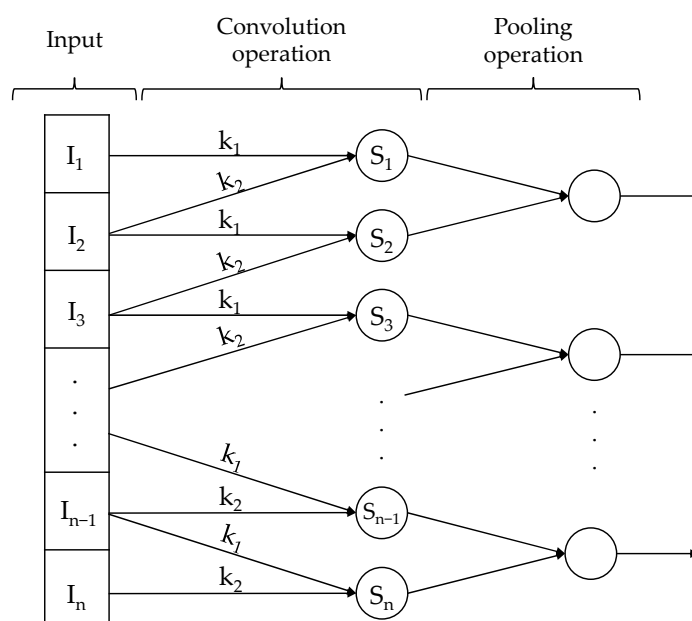 Input
Convolution
operation
Pooling
operation
I₁
k₁
S₁
k₂
I₂
k₁
S₂
k₂
I₃
k₁
S₃
k₂
. . .
. . .
. . .
k₁
Iₙ₋₁
k₂
Sₙ₋₁
k₁
Iₙ
k₂
Sₙ